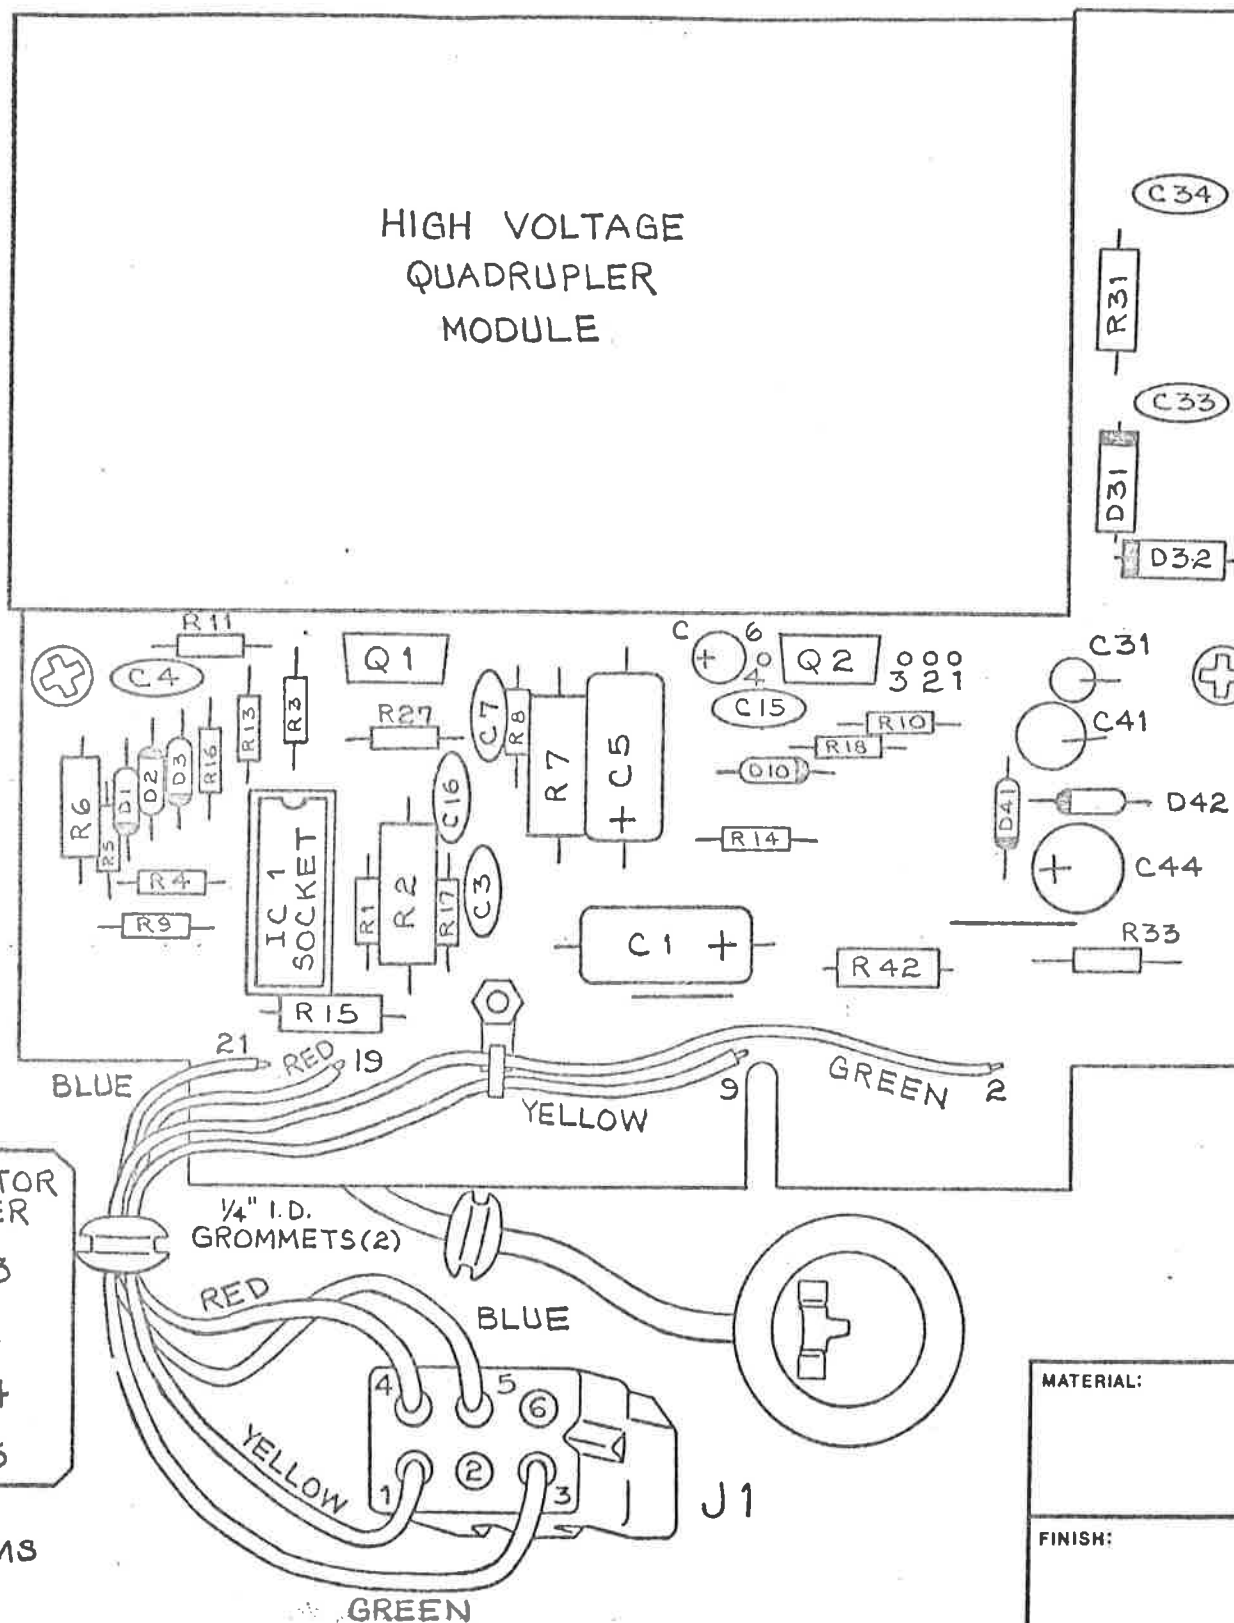 HIGH VOLTAGE
QUADRUPLER
MODULE
C34
R31
C33
D31
D32
R11
Q1
C
6
4
Q2
000
321
C31
C4
R13
R3
R27
C7
R8
R7
C5
+
C15
R10
R18
C41
R6
R5
D1
D2
D3
R16
C16
D10
D41
D42
R4
R9
IC 1
SOCKET
R1
R2
R17
C3
R14
C44
C1 +
R42
R33
R15
21
RED
19
BLUE
YELLOW
9
GREEN
2
TOR
ER
3
4
1/4" I.D.
GROMMETS(2)
RED
BLUE
4
5
6
YELLOW
1
2
3
J1
MS
GREEN
MATERIAL:
FINISH: